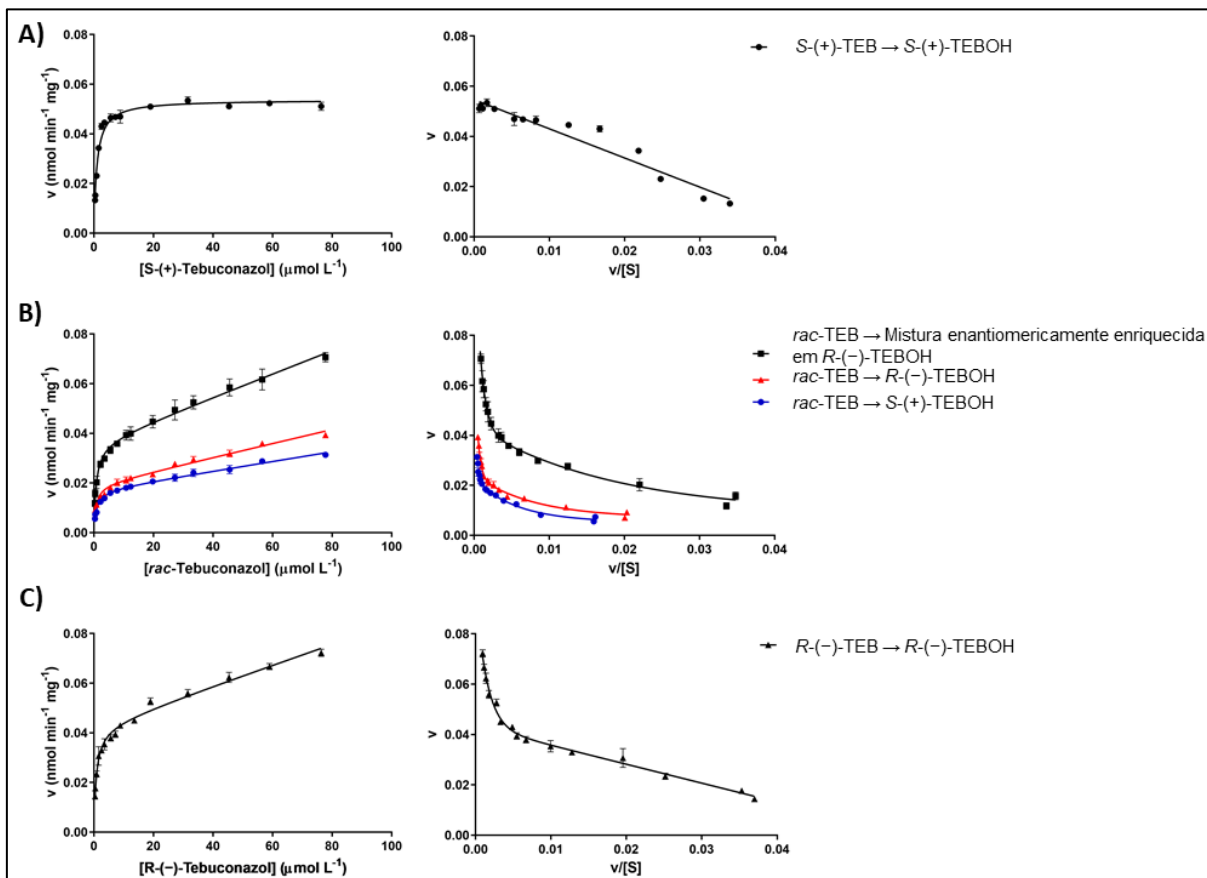 A)
v (nmol min⁻¹ mg⁻¹)
0.08
0.06
0.04
0.02
0.00
0 20 40 60 80 100
[S-(+)-Tebuconazol] (μmol L⁻¹)
v
0.08
0.06
0.04
0.02
0.00
0.00 0.01 0.02 0.03 0.04
v/[S]
S-(+)-TEB → S-(+)-TEBOH
B)
v (nmol min⁻¹ mg⁻¹)
0.08
0.06
0.04
0.02
0.00
0 20 40 60 80 100
[rac-Tebuconazol] (μmol L⁻¹)
v
0.08
0.06
0.04
0.02
0.00
0.00 0.01 0.02 0.03 0.04
v/[S]
rac-TEB → Mistura enantiomericamente enriquecida
em R-(−)-TEBOH
rac-TEB → R-(−)-TEBOH
rac-TEB → S-(+)-TEBOH
C)
v (nmol min⁻¹ mg⁻¹)
0.08
0.06
0.04
0.02
0.00
0 20 40 60 80 100
[R-(−)-Tebuconazol] (μmol L⁻¹)
v
0.08
0.06
0.04
0.02
0.00
0.00 0.01 0.02 0.03 0.04
v/[S]
R-(−)-TEB → R-(−)-TEBOH